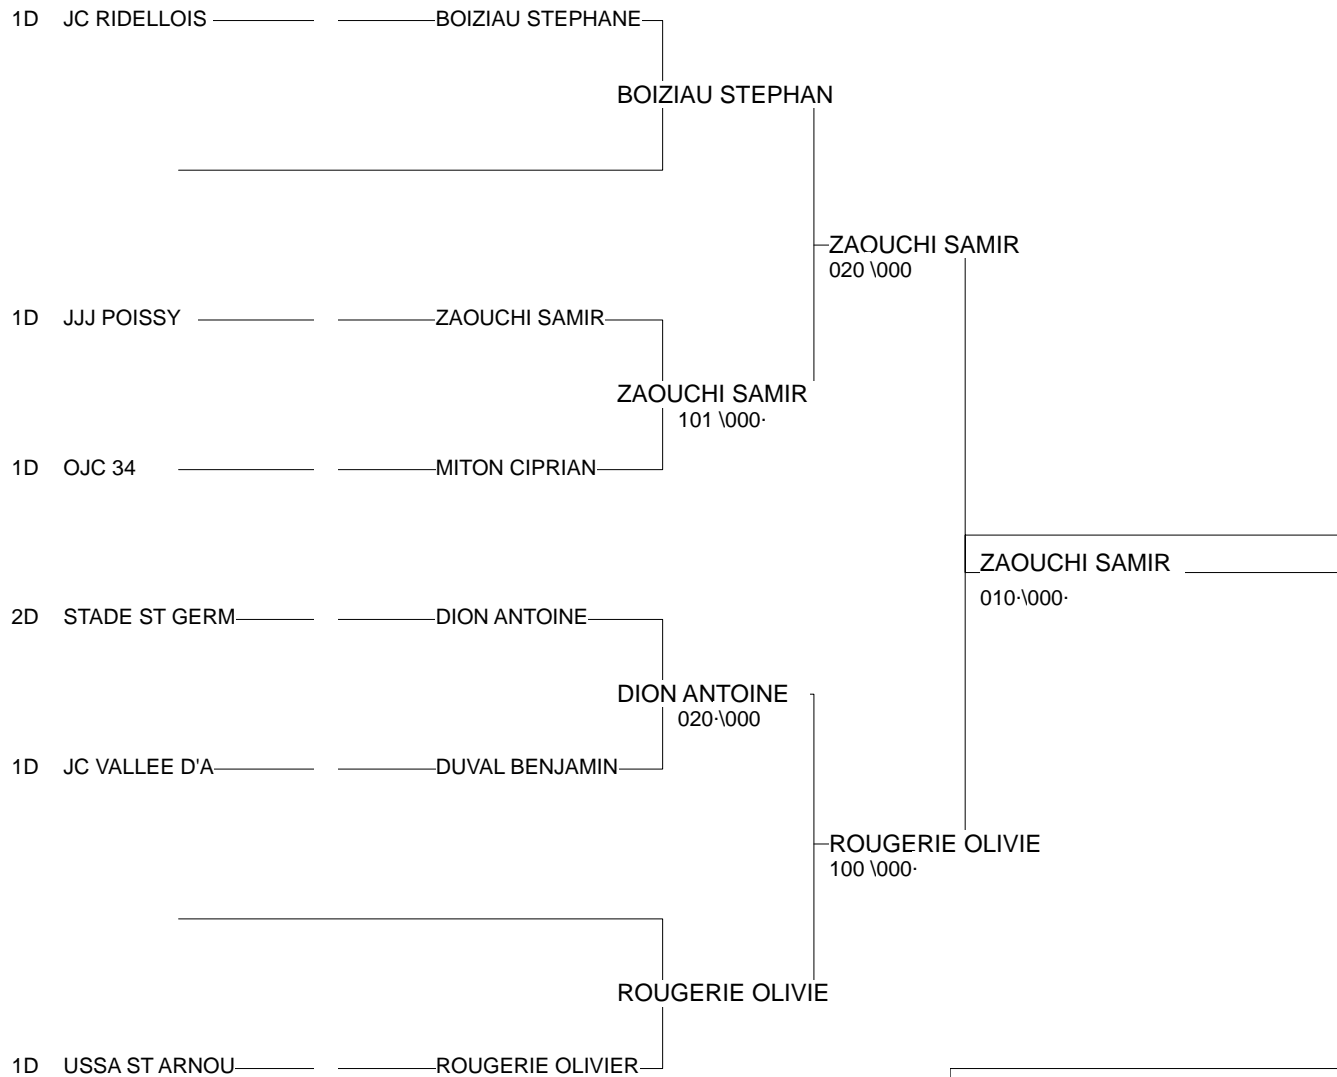 1D JC RIDELLOIS BOIZIAU STEPHANE
BOIZIAU STEPHAN
ZAOUCHI SAMIR
020 \000
1D JJJ POISSY ZAOUCHI SAMIR
ZAOUCHI SAMIR
101 \000·
1D OJC 34 MITON CIPRIAN
ZAOUCHI SAMIR
010·\000·
2D STADE ST GERM DION ANTOINE
DION ANTOINE
020·\000
1D JC VALLEE D'A DUVAL BENJAMIN
ROUGERIE OLIVIE
100 \000·
ROUGERIE OLIVIE
1D USSA ST ARNOU ROUGERIE OLIVIER